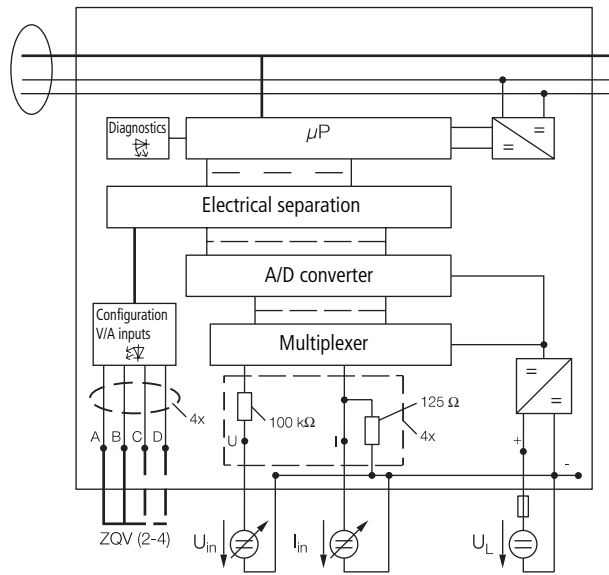 Diagnostics
µP
=
=
Electrical separation
A/D converter
Configuration
V/A inputs
Multiplexer
=
=
100 kΩ
125 Ω
4x
4x
A B C D
U
I
+
-
ZQV (2-4)
Uin
Iin
UL